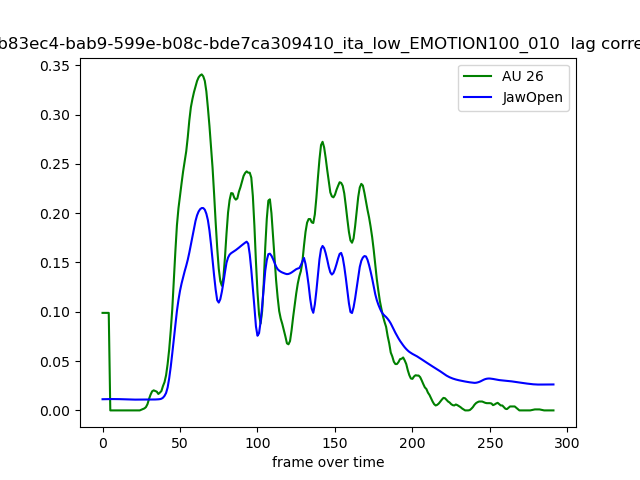 b83ec4-bab9-599e-b08c-bde7ca309410_ita_low_EMOTION100_010 lag corre
0.35
0.30
0.25
0.20
0.15
0.10
0.05
0.00
AU 26
JawOpen
0 50 100 150 200 250 300
frame over time